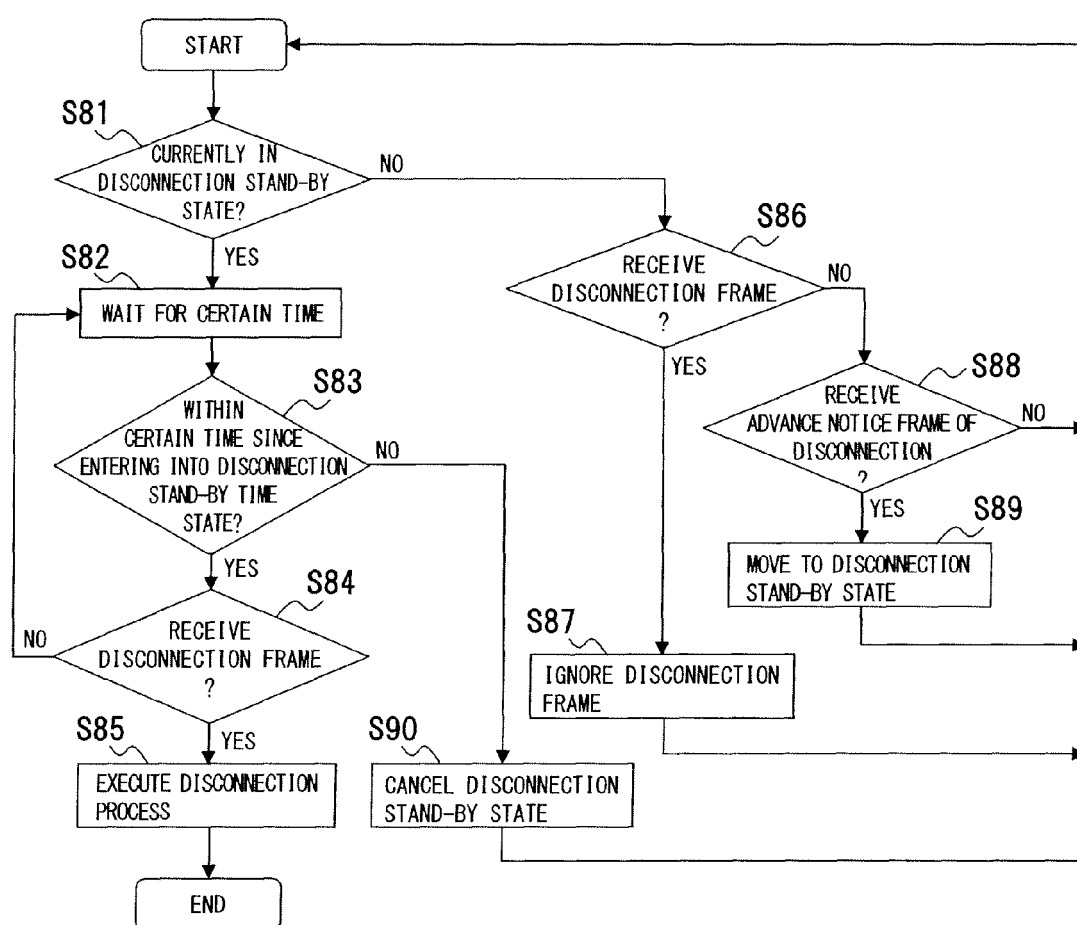 START
S81
CURRENTLY IN
DISCONNECTION STAND-BY
STATE?
NO
YES
S82
WAIT FOR CERTAIN TIME
S83
WITHIN
CERTAIN TIME SINCE
ENTERING INTO DISCONNECTION
STAND-BY TIME
STATE?
NO
YES
S84
RECEIVE
DISCONNECTION FRAME
?
NO
YES
S85
EXECUTE DISCONNECTION
PROCESS
END
S90
CANCEL DISCONNECTION
STAND-BY STATE
S86
RECEIVE
DISCONNECTION FRAME
?
NO
YES
S87
IGNORE DISCONNECTION
FRAME
S88
RECEIVE
ADVANCE NOTICE FRAME OF
DISCONNECTION
?
NO
YES
S89
MOVE TO DISCONNECTION
STAND-BY STATE